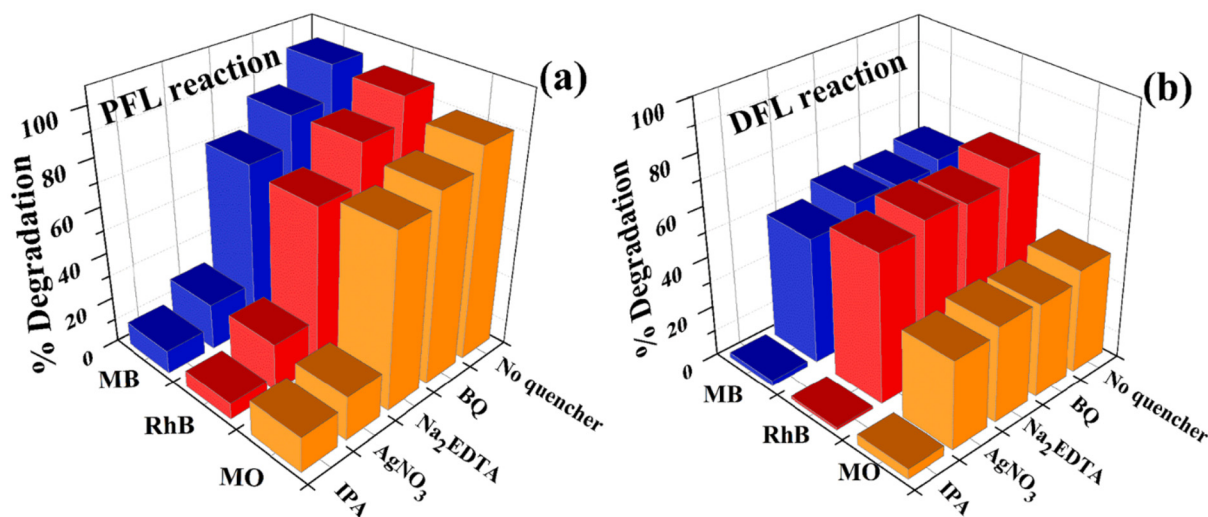 PFL reaction
(a)
% Degradation
100
80
60
40
20
0
MB
RhB
MO
IPA
AgNO₃
Na₂EDTA
BQ
No quencher
DFL reaction
(b)
% Degradation
100
80
60
40
20
0
MB
RhB
MO
IPA
AgNO₃
Na₂EDTA
BQ
No quencher